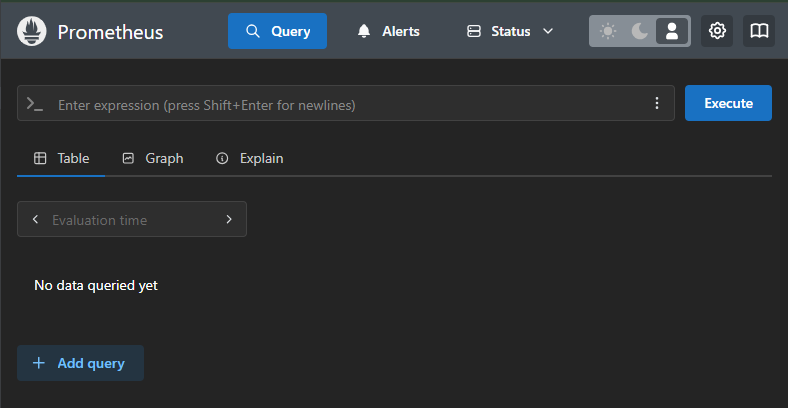 Prometheus
Query
Alerts
Status
Enter expression (press Shift+Enter for newlines)
Execute
Table
Graph
Explain
Evaluation time
No data queried yet
Add query